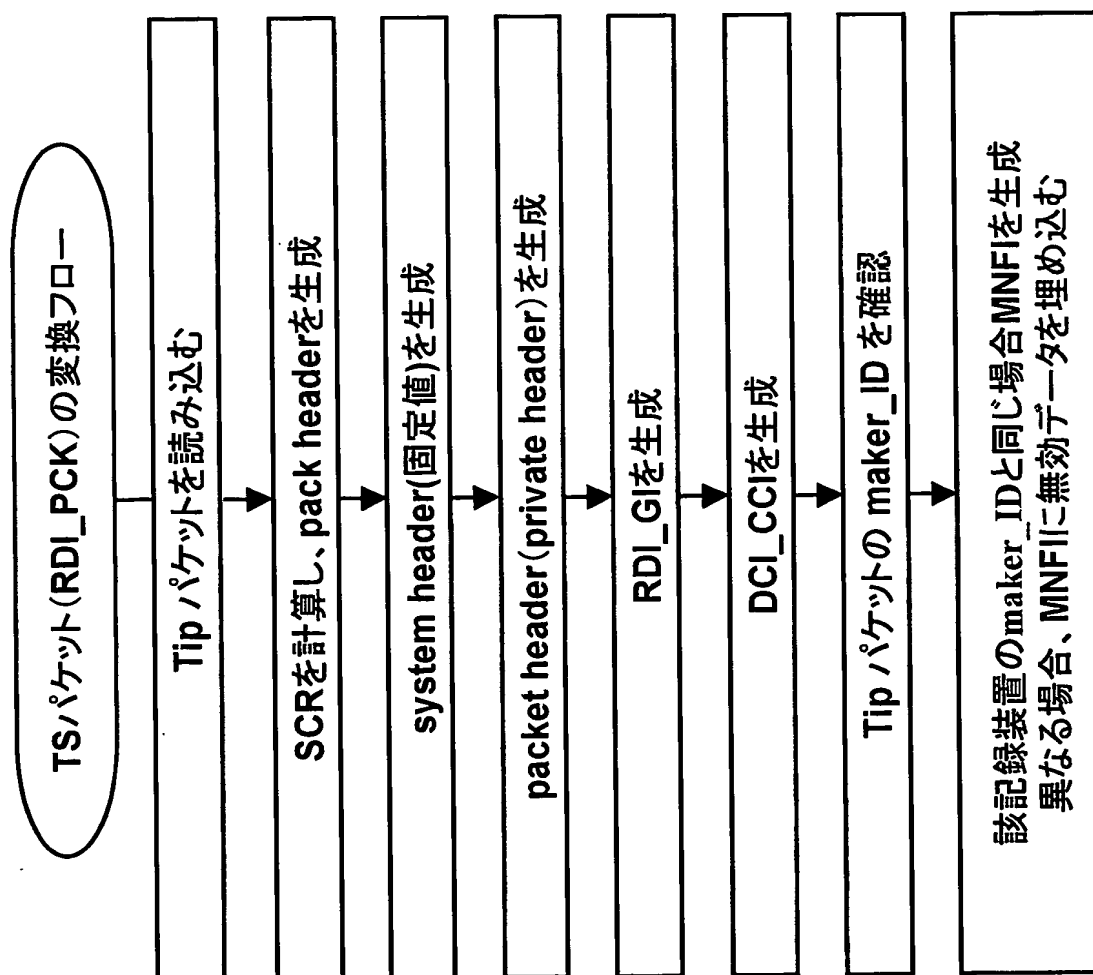 TSパケット(RDI_PCK)の変換フロー
Tip パケットを読み込む
SCRを計算し、pack headerを生成
system header(固定値)を生成
packet header(private header)を生成
RDI_GIを生成
DCI_CCIを生成
Tip パケットの maker_ID を確認
該記録装置のmaker_IDと同じ場合MNFIを生成
異なる場合、MNFIに無効データを埋め込む